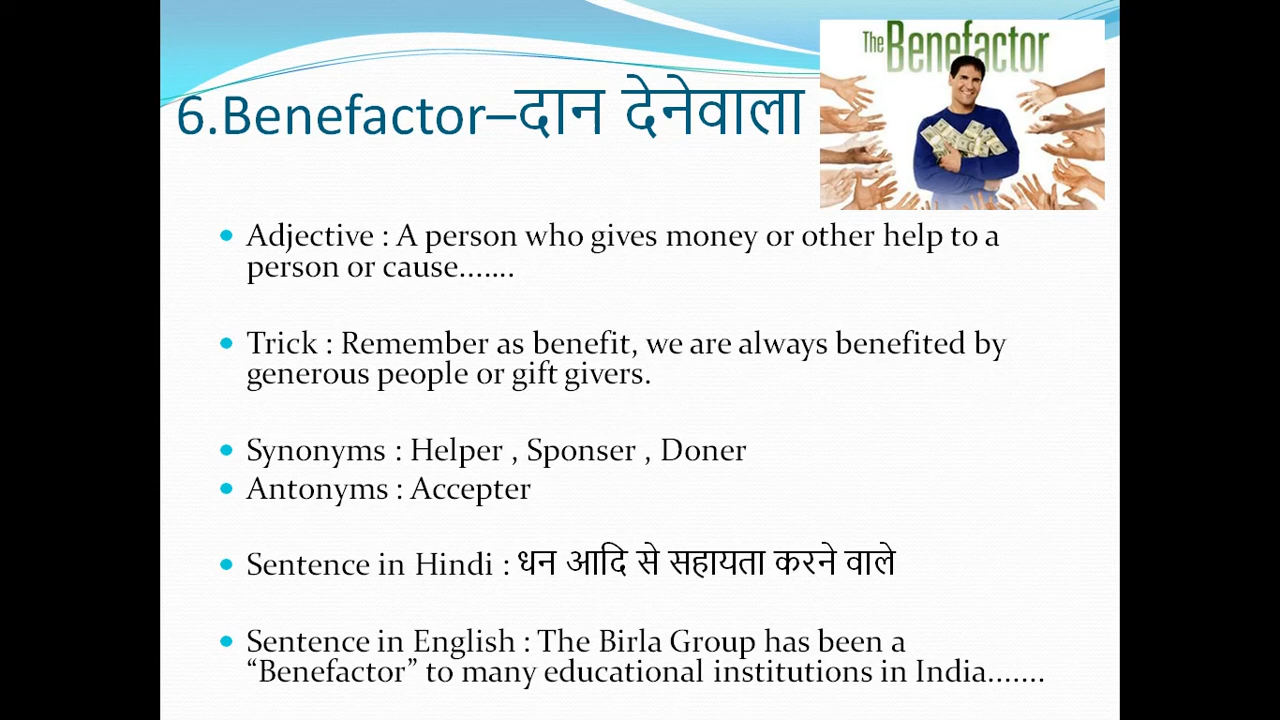 The Benefactor
6.Benefactor–दान देनेवाला
Adjective : A person who gives money or other help to a
person or cause.......
Trick : Remember as benefit, we are always benefited by
generous people or gift givers.
Synonyms : Helper , Sponser , Doner
Antonyms : Accepter
Sentence in Hindi : धन आदि से सहायता करने वाले
Sentence in English : The Birla Group has been a
“Benefactor” to many educational institutions in India.......